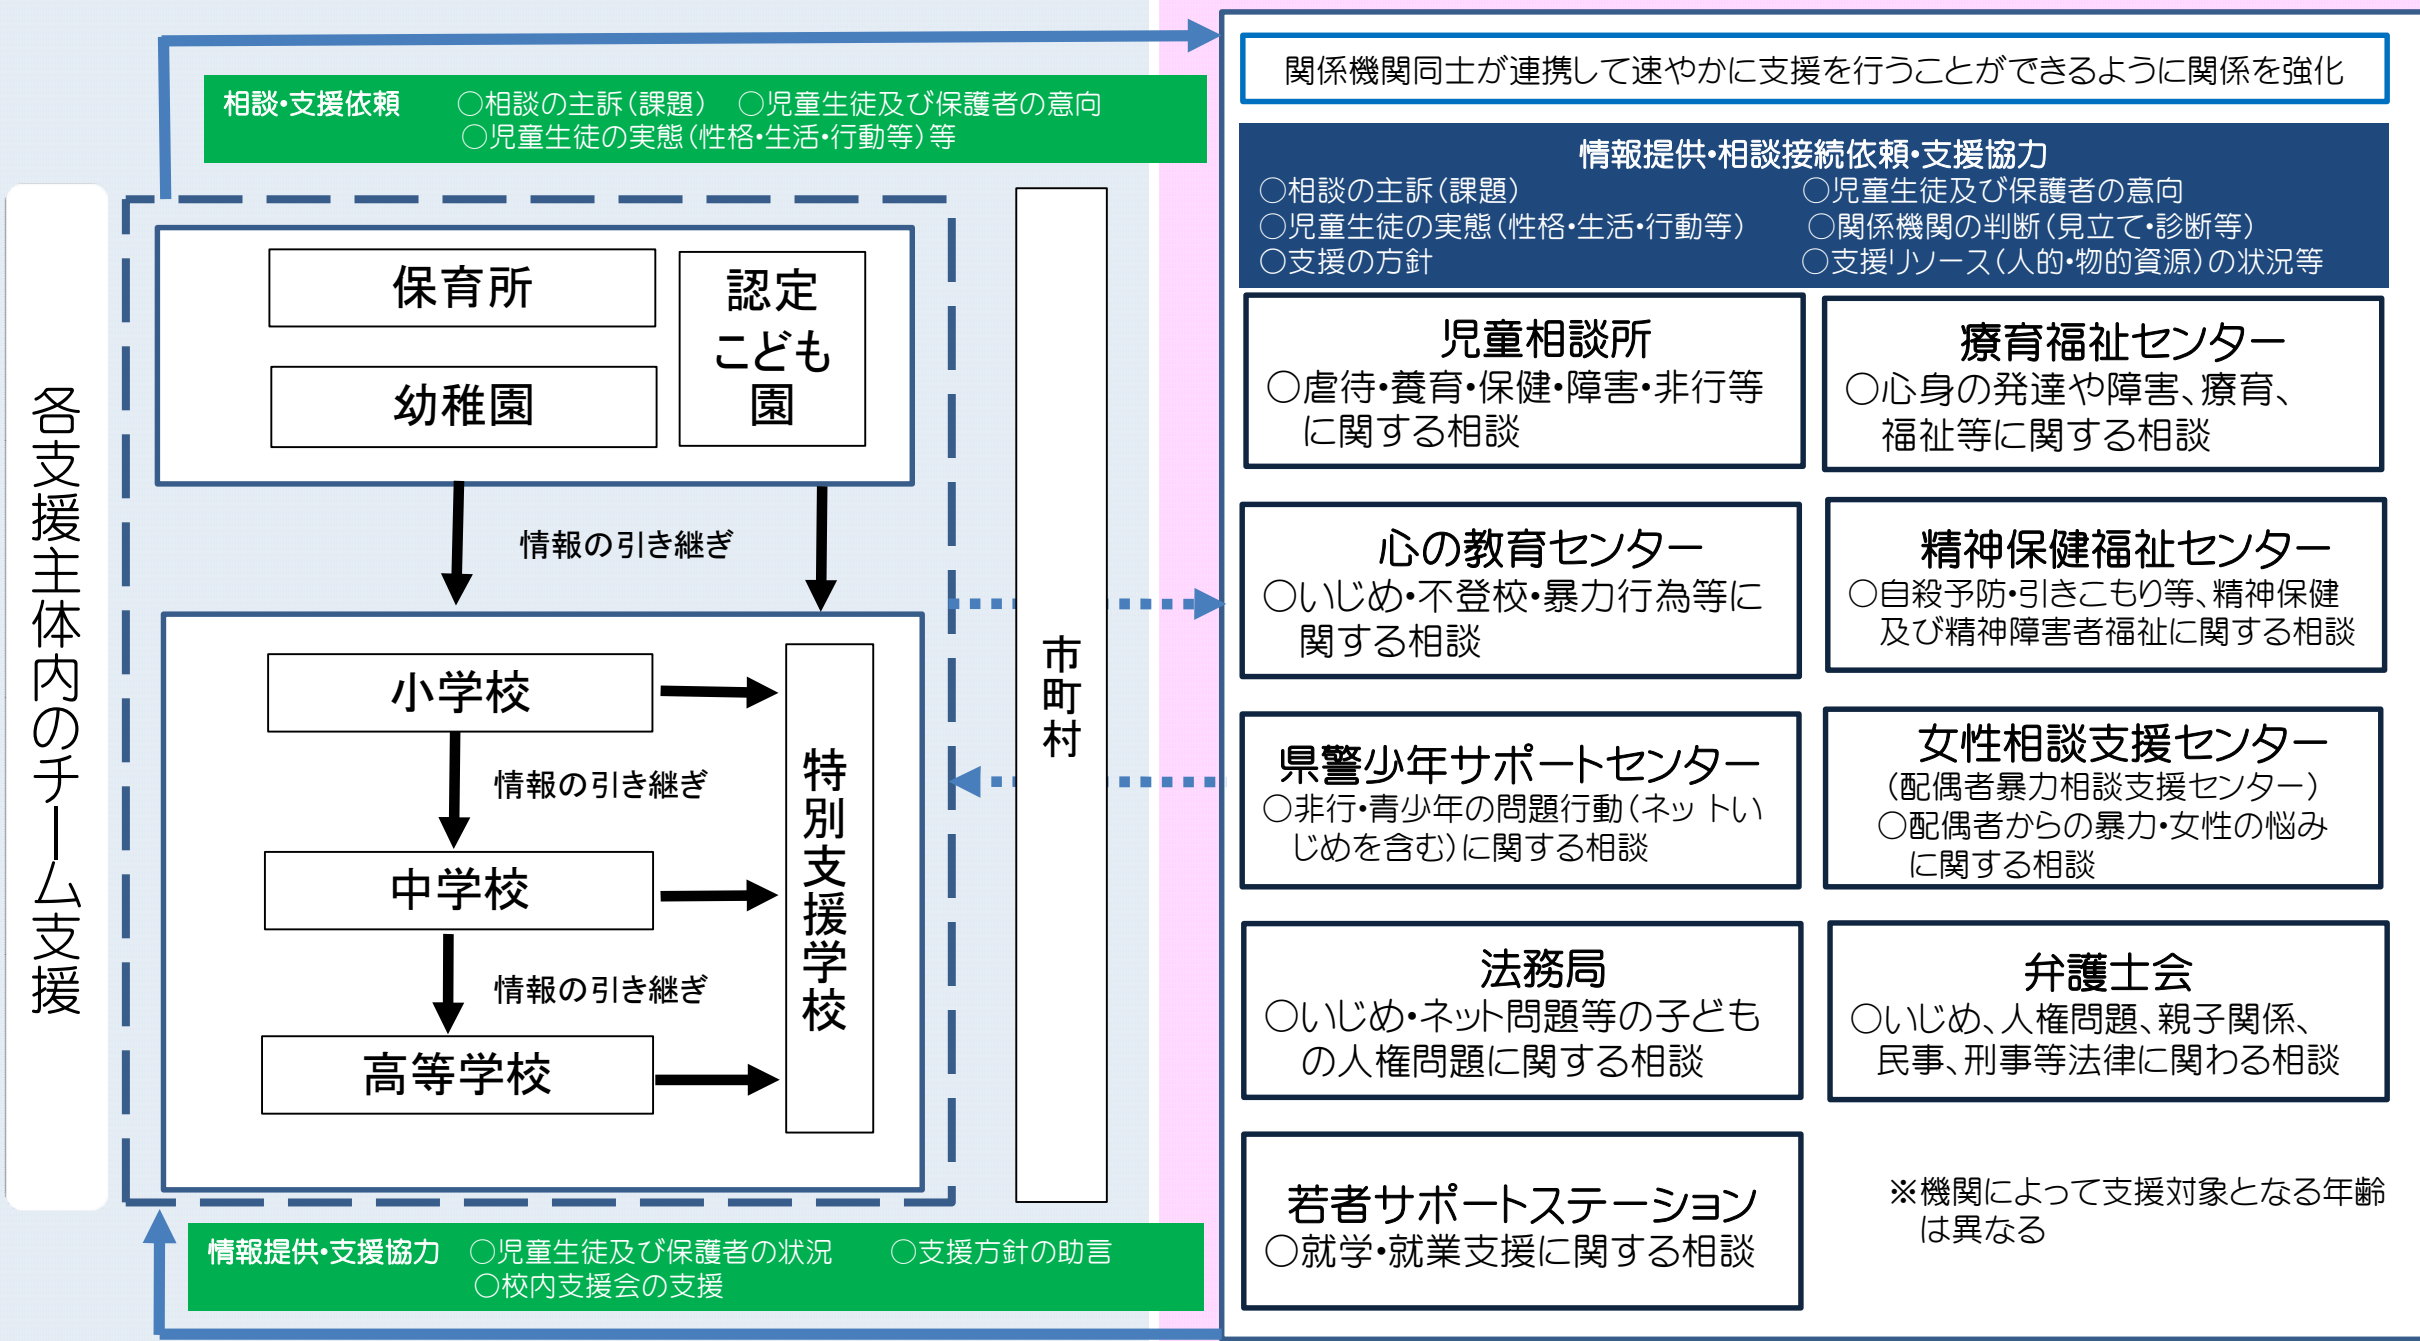 相談・支援依頼　○相談の主訴（課題）　○児童生徒及び保護者の意向
○児童生徒の実態（性格・生活・行動等）等
各支援主体内のチーム支援
保育所
認定
こども
園
幼稚園
情報の引き継ぎ
小学校
情報の引き継ぎ
中学校
情報の引き継ぎ
高等学校
特別支援学校
市町村
情報提供・支援協力　○児童生徒及び保護者の状況　○支援方針の助言
○校内支援会の支援
関係機関同士が連携して速やかに支援を行うことができるように関係を強化
情報提供・相談接続依頼・支援協力
○相談の主訴（課題）　○児童生徒及び保護者の意向
○児童生徒の実態（性格・生活・行動等）　○関係機関の判断（見立て・診断等）
○支援の方針　○支援リソース（人的・物的資源）の状況等
児童相談所
○虐待・養育・保健・障害・非行等
に関する相談
療育福祉センター
○心身の発達や障害、療育、
福祉等に関する相談
心の教育センター
○いじめ・不登校・暴力行為等に
関する相談
精神保健福祉センター
○自殺予防・引きこもり等、精神保健
及び精神障害者福祉に関する相談
県警少年サポートセンター
○非行・青少年の問題行動（ネットい
じめを含む）に関する相談
女性相談支援センター
（配偶者暴力相談支援センター）
○配偶者からの暴力・女性の悩み
に関する相談
法務局
○いじめ・ネット問題等の子ども
の人権問題に関する相談
弁護士会
○いじめ、人権問題、親子関係、
民事、刑事等法律に関わる相談
若者サポートステーション
○就学・就業支援に関する相談
※機関によって支援対象となる年齢
は異なる